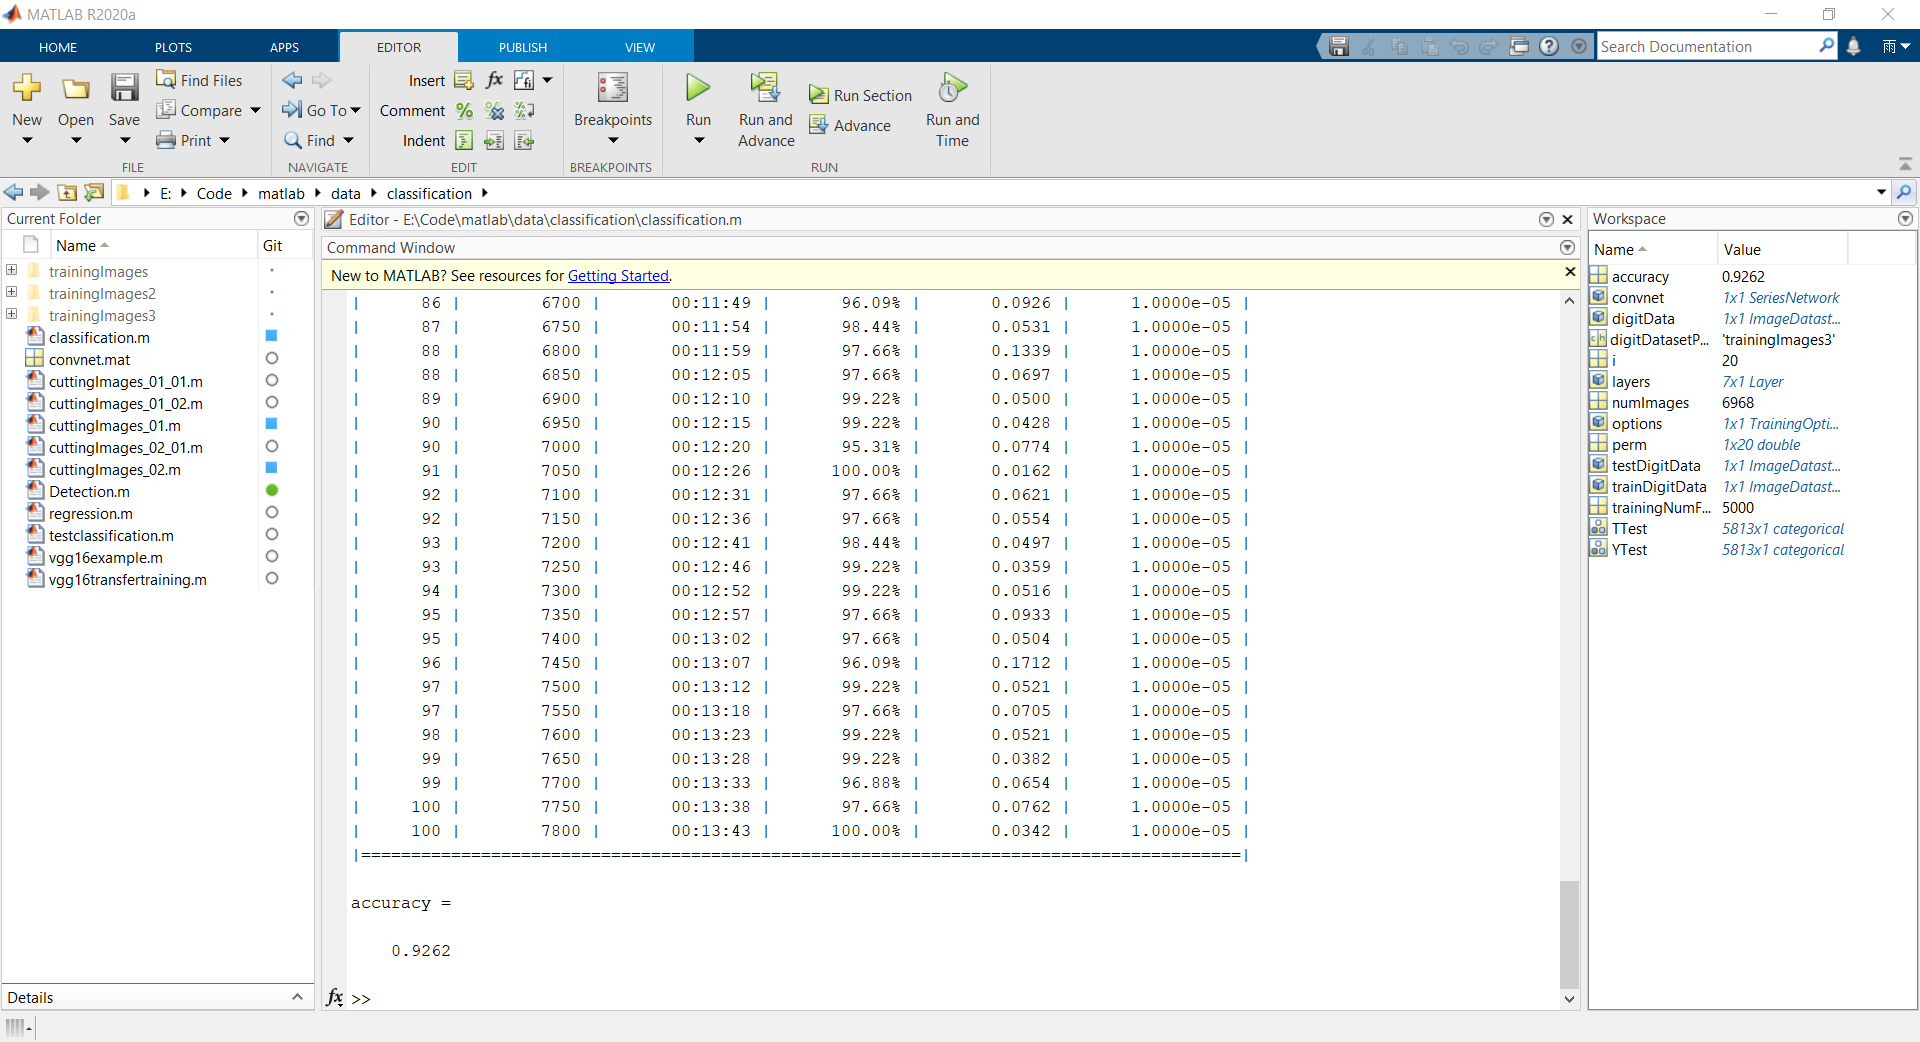 MATLAB R2020a
HOME PLOTS APPS EDITOR PUBLISH VIEW
Search Documentation
雨
New
Open
Save
Find Files
Compare
Print
FILE
Go To
Find
NAVIGATE
Insert
fx
fi
Comment
Indent
EDIT
Breakpoints
BREAKPOINTS
Run
Run and
Advance
Run Section
Advance
Run and
Time
RUN
E: Code matlab data classification
Current Folder
Name Git
trainingImages
trainingImages2
trainingImages3
classification.m
convnet.mat
cuttingImages_01_01.m
cuttingImages_01_02.m
cuttingImages_01.m
cuttingImages_02_01.m
cuttingImages_02.m
Detection.m
regression.m
testclassification.m
vgg16example.m
vgg16transfertraining.m
Details
Editor - E:\Code\matlab\data\classification\classification.m
Command Window
New to MATLAB? See resources for Getting Started.
| 86 | 6700 | 00:11:49 | 96.09% | 0.0926 | 1.0000e-05 |
| 87 | 6750 | 00:11:54 | 98.44% | 0.0531 | 1.0000e-05 |
| 88 | 6800 | 00:11:59 | 97.66% | 0.1339 | 1.0000e-05 |
| 88 | 6850 | 00:12:05 | 97.66% | 0.0697 | 1.0000e-05 |
| 89 | 6900 | 00:12:10 | 99.22% | 0.0500 | 1.0000e-05 |
| 90 | 6950 | 00:12:15 | 99.22% | 0.0428 | 1.0000e-05 |
| 90 | 7000 | 00:12:20 | 95.31% | 0.0774 | 1.0000e-05 |
| 91 | 7050 | 00:12:26 | 100.00% | 0.0162 | 1.0000e-05 |
| 92 | 7100 | 00:12:31 | 97.66% | 0.0621 | 1.0000e-05 |
| 92 | 7150 | 00:12:36 | 97.66% | 0.0554 | 1.0000e-05 |
| 93 | 7200 | 00:12:41 | 98.44% | 0.0497 | 1.0000e-05 |
| 93 | 7250 | 00:12:46 | 99.22% | 0.0359 | 1.0000e-05 |
| 94 | 7300 | 00:12:52 | 99.22% | 0.0516 | 1.0000e-05 |
| 95 | 7350 | 00:12:57 | 97.66% | 0.0933 | 1.0000e-05 |
| 95 | 7400 | 00:13:02 | 97.66% | 0.0504 | 1.0000e-05 |
| 96 | 7450 | 00:13:07 | 96.09% | 0.1712 | 1.0000e-05 |
| 97 | 7500 | 00:13:12 | 99.22% | 0.0521 | 1.0000e-05 |
| 97 | 7550 | 00:13:18 | 97.66% | 0.0705 | 1.0000e-05 |
| 98 | 7600 | 00:13:23 | 99.22% | 0.0521 | 1.0000e-05 |
| 99 | 7650 | 00:13:28 | 99.22% | 0.0382 | 1.0000e-05 |
| 99 | 7700 | 00:13:33 | 96.88% | 0.0654 | 1.0000e-05 |
| 100 | 7750 | 00:13:38 | 97.66% | 0.0762 | 1.0000e-05 |
| 100 | 7800 | 00:13:43 | 100.00% | 0.0342 | 1.0000e-05 |
|========================================================================================|
accuracy =
0.9262
fx >>
Workspace
Name Value
accuracy 0.9262
convnet 1x1 SeriesNetwork
digitData 1x1 ImageDatast...
digitDatasetP... 'trainingImages3'
i 20
layers 7x1 Layer
numImages 6968
options 1x1 TrainingOpti...
perm 1x20 double
testDigitData 1x1 ImageDatast...
trainDigitData 1x1 ImageDatast...
trainingNumF... 5000
TTest 5813x1 categorical
YTest 5813x1 categorical